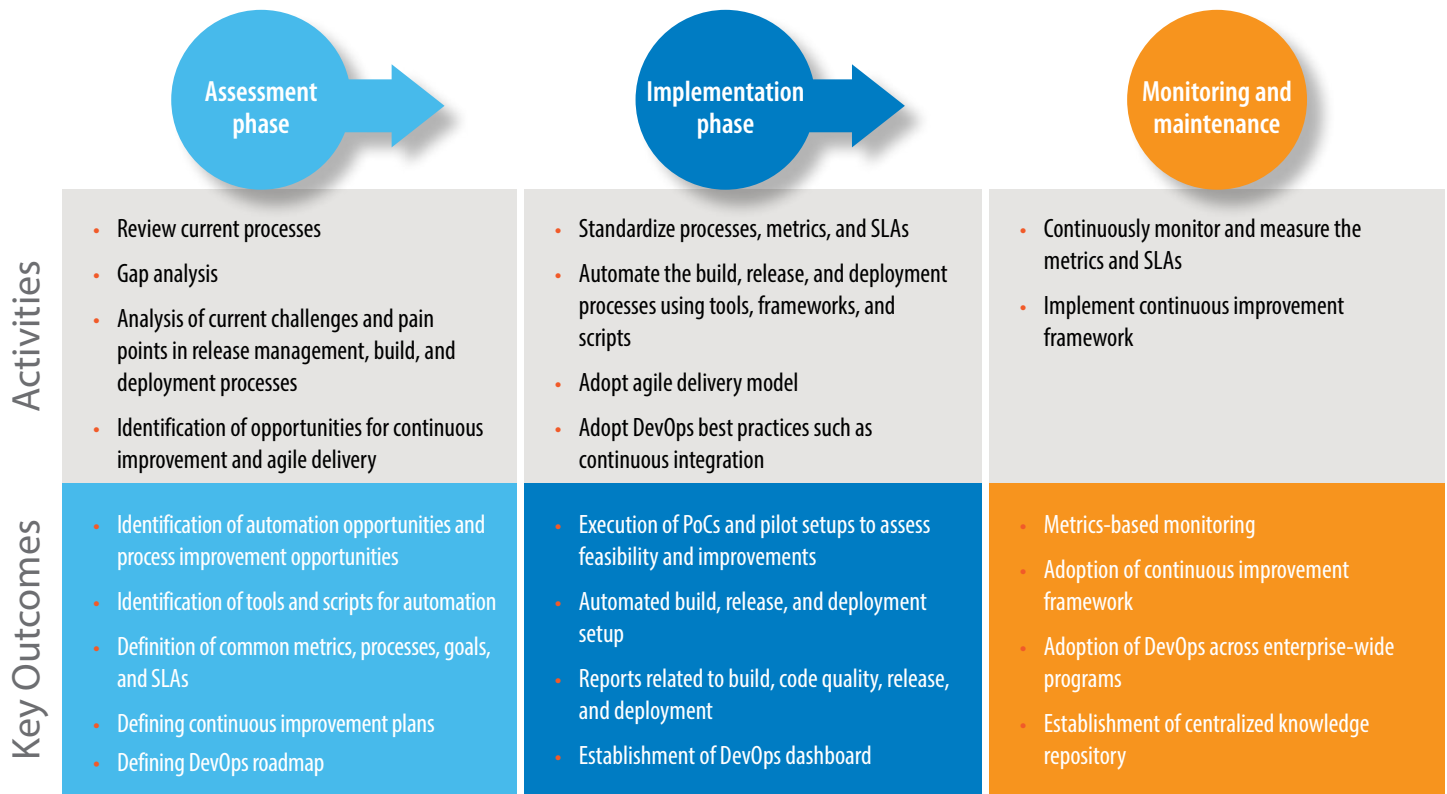 Assessment
phase
Implementation
phase
Monitoring and
maintenance
Activities
• Review current processes
• Gap analysis
• Analysis of current challenges and pain
points in release management, build, and
deployment processes
• Identification of opportunities for continuous
improvement and agile delivery
• Standardize processes, metrics, and SLAs
• Automate the build, release, and deployment
processes using tools, frameworks, and
scripts
• Adopt agile delivery model
• Adopt DevOps best practices such as
continuous integration
• Continuously monitor and measure the
metrics and SLAs
• Implement continuous improvement
framework
Key Outcomes
• Identification of automation opportunities and
process improvement opportunities
• Identification of tools and scripts for automation
• Definition of common metrics, processes, goals,
and SLAs
• Defining continuous improvement plans
• Defining DevOps roadmap
• Execution of PoCs and pilot setups to assess
feasibility and improvements
• Automated build, release, and deployment
setup
• Reports related to build, code quality, release,
and deployment
• Establishment of DevOps dashboard
• Metrics-based monitoring
• Adoption of continuous improvement
framework
• Adoption of DevOps across enterprise-wide
programs
• Establishment of centralized knowledge
repository